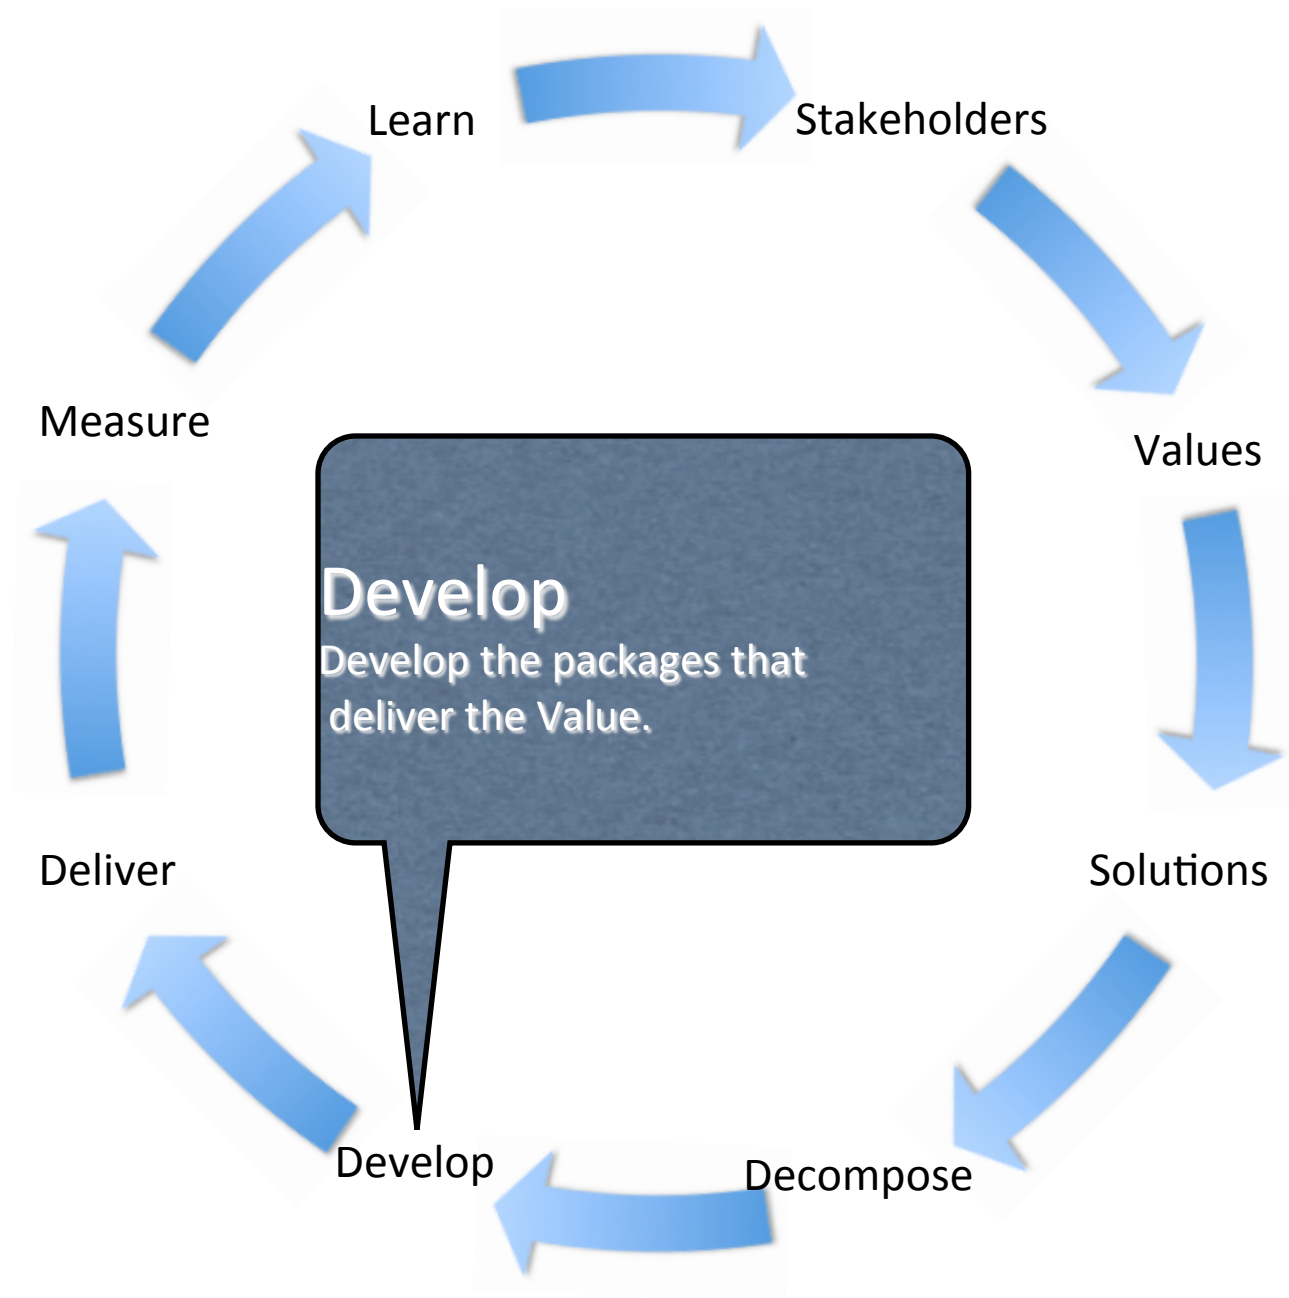 Learn
Stakeholders
Measure
Values
Develop
Develop the packages that
deliver the Value.
Deliver
Solutions
Develop
Decompose